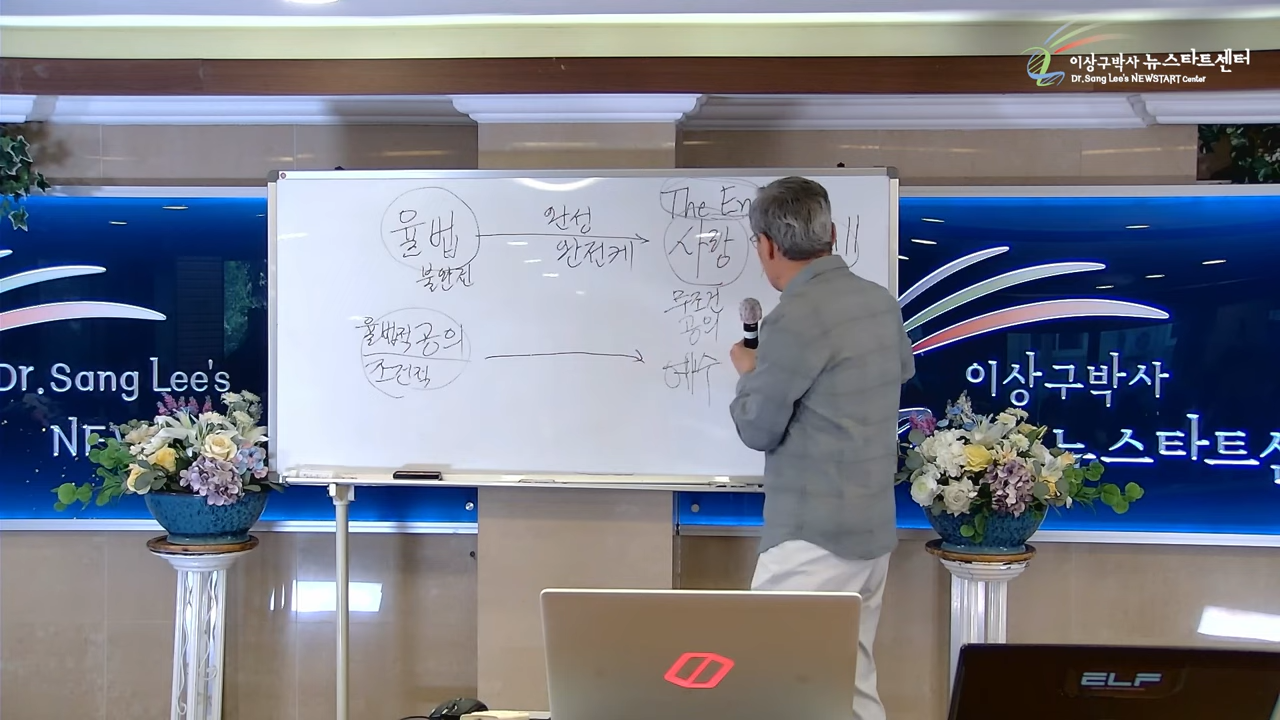 이상구박사 뉴스타트센터
Dr. Sang Lee's NEWSTART Center
율법
불완전
완성
완전케
The En
사랑
율법적 공의
조건적
무조건
공의
예수
Dr.Sang Lee's
NEW
이상구박사
뉴스타트센
ELF